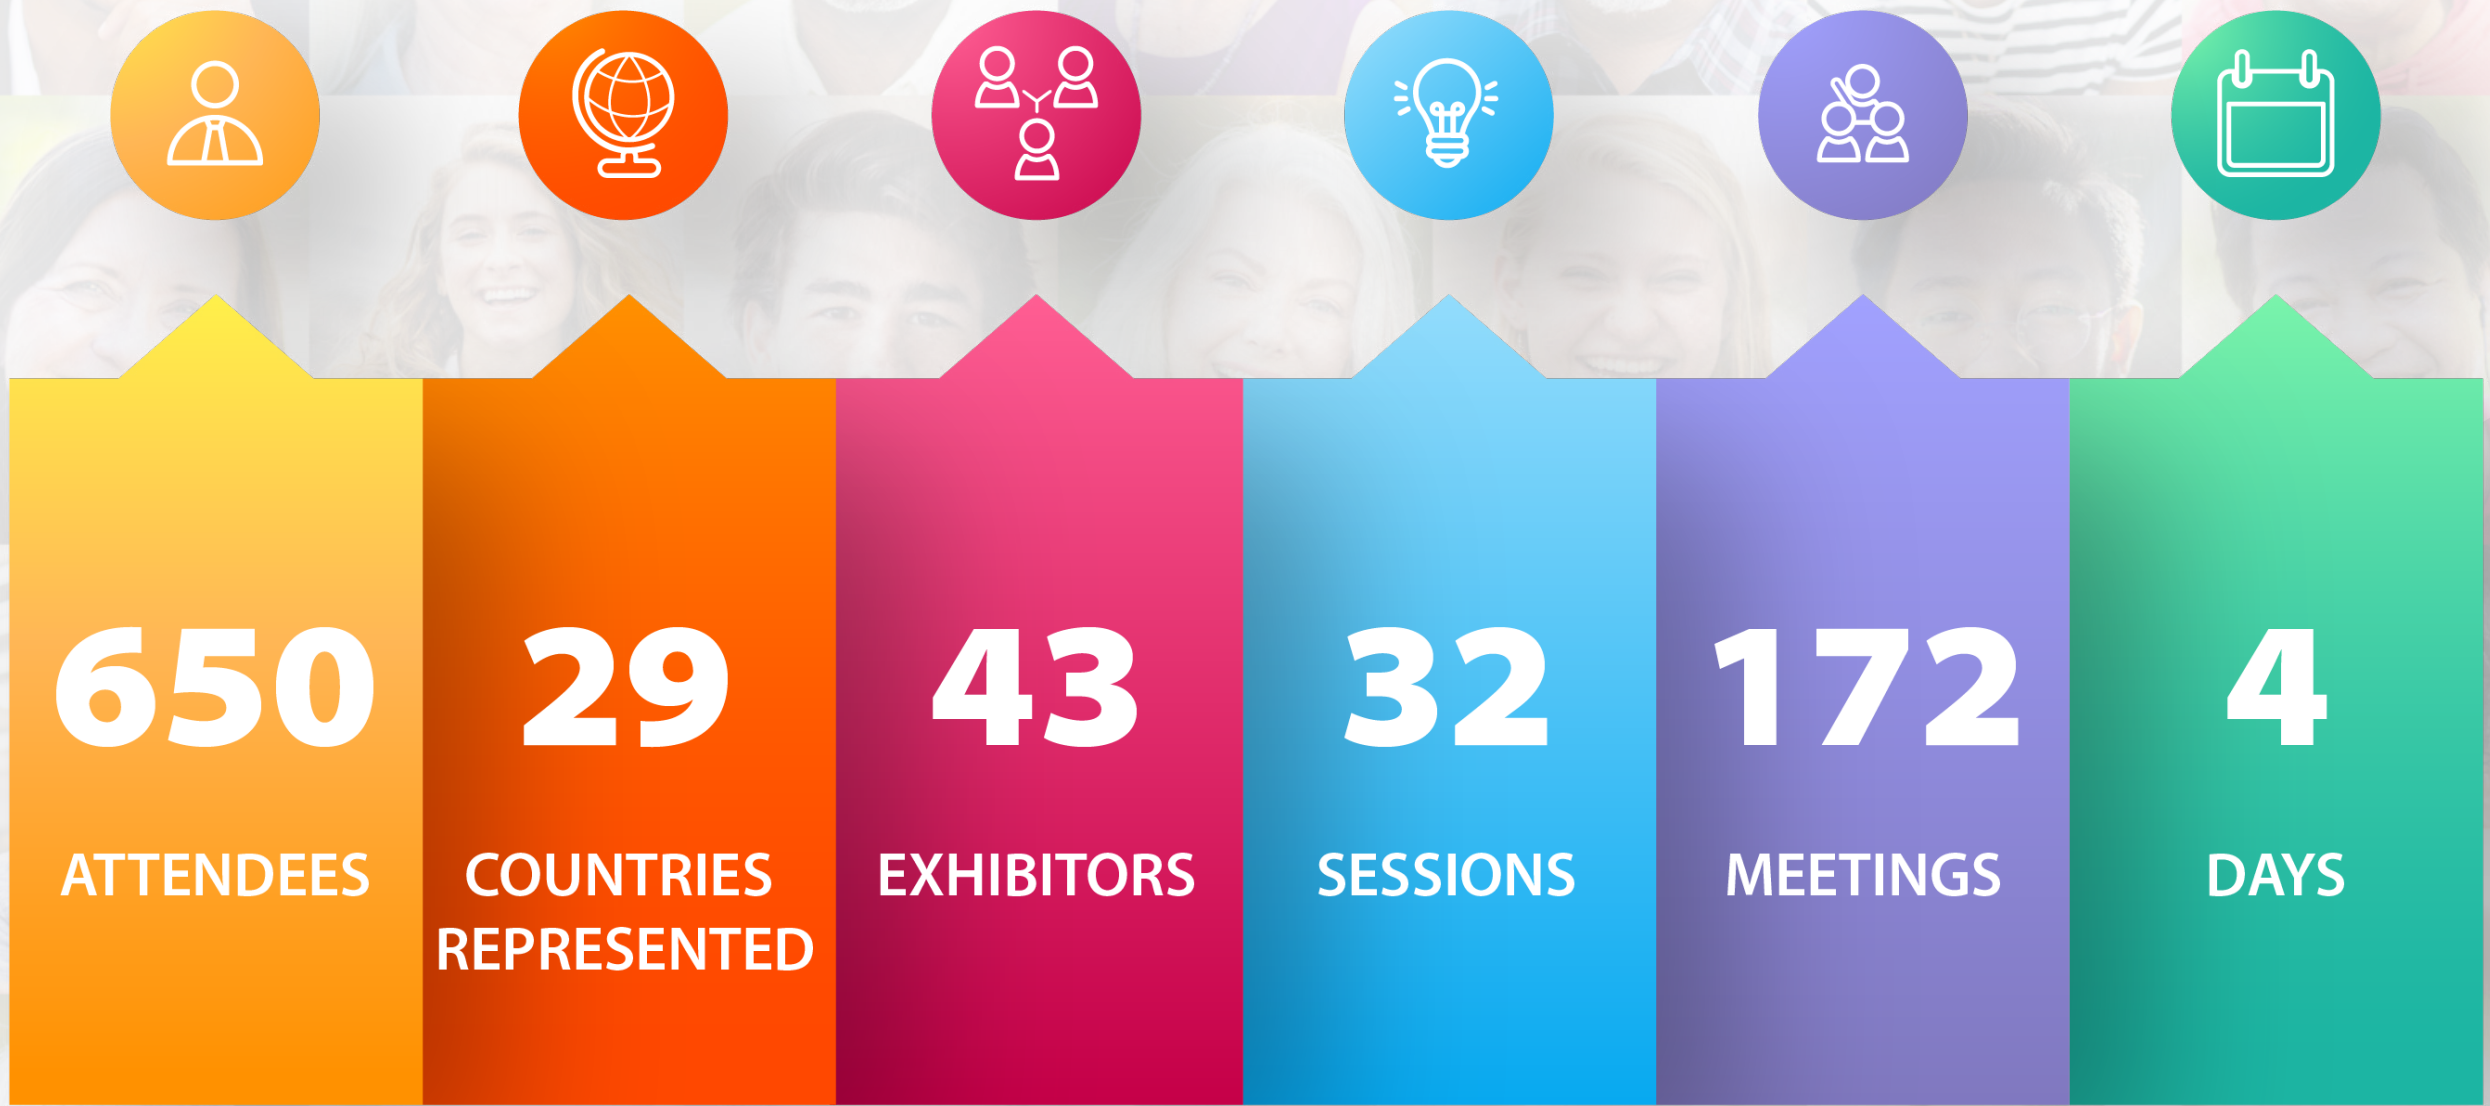 650
ATTENDEES
29
COUNTRIES
REPRESENTED
43
EXHIBITORS
32
SESSIONS
172
MEETINGS
4
DAYS